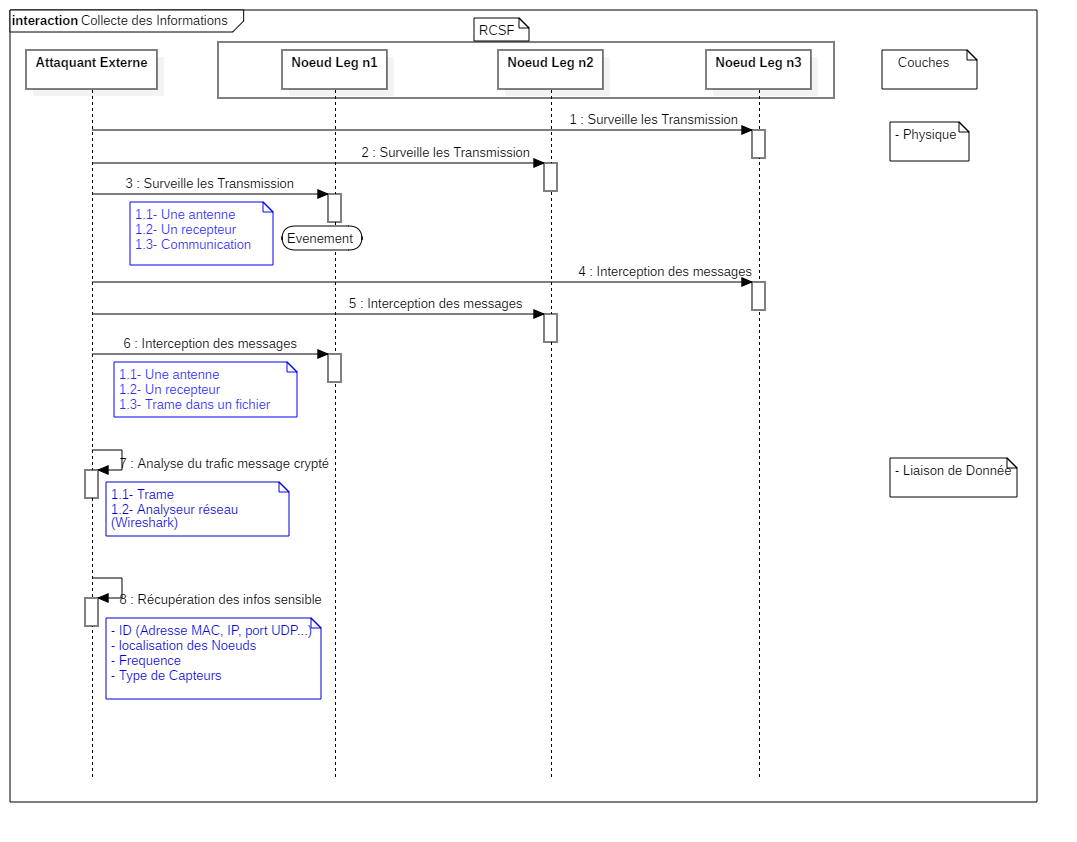 interaction Collecte des Informations
RCSF
Attaquant Externe
Noeud Leg n1
Noeud Leg n2
Noeud Leg n3
Couches
1 : Surveille les Transmission
- Physique
2 : Surveille les Transmission
3 : Surveille les Transmission
1.1- Une antenne
1.2- Un recepteur
1.3- Communication
Evenement
4 : Interception des messages
5 : Interception des messages
6 : Interception des messages
1.1- Une antenne
1.2- Un recepteur
1.3- Trame dans un fichier
7 : Analyse du trafic message crypté
- Liaison de Donnée
1.1- Trame
1.2- Analyseur réseau
(Wireshark)
8 : Récupération des infos sensible
- ID (Adresse MAC, IP, port UDP...)
- localisation des Noeuds
- Frequence
- Type de Capteurs